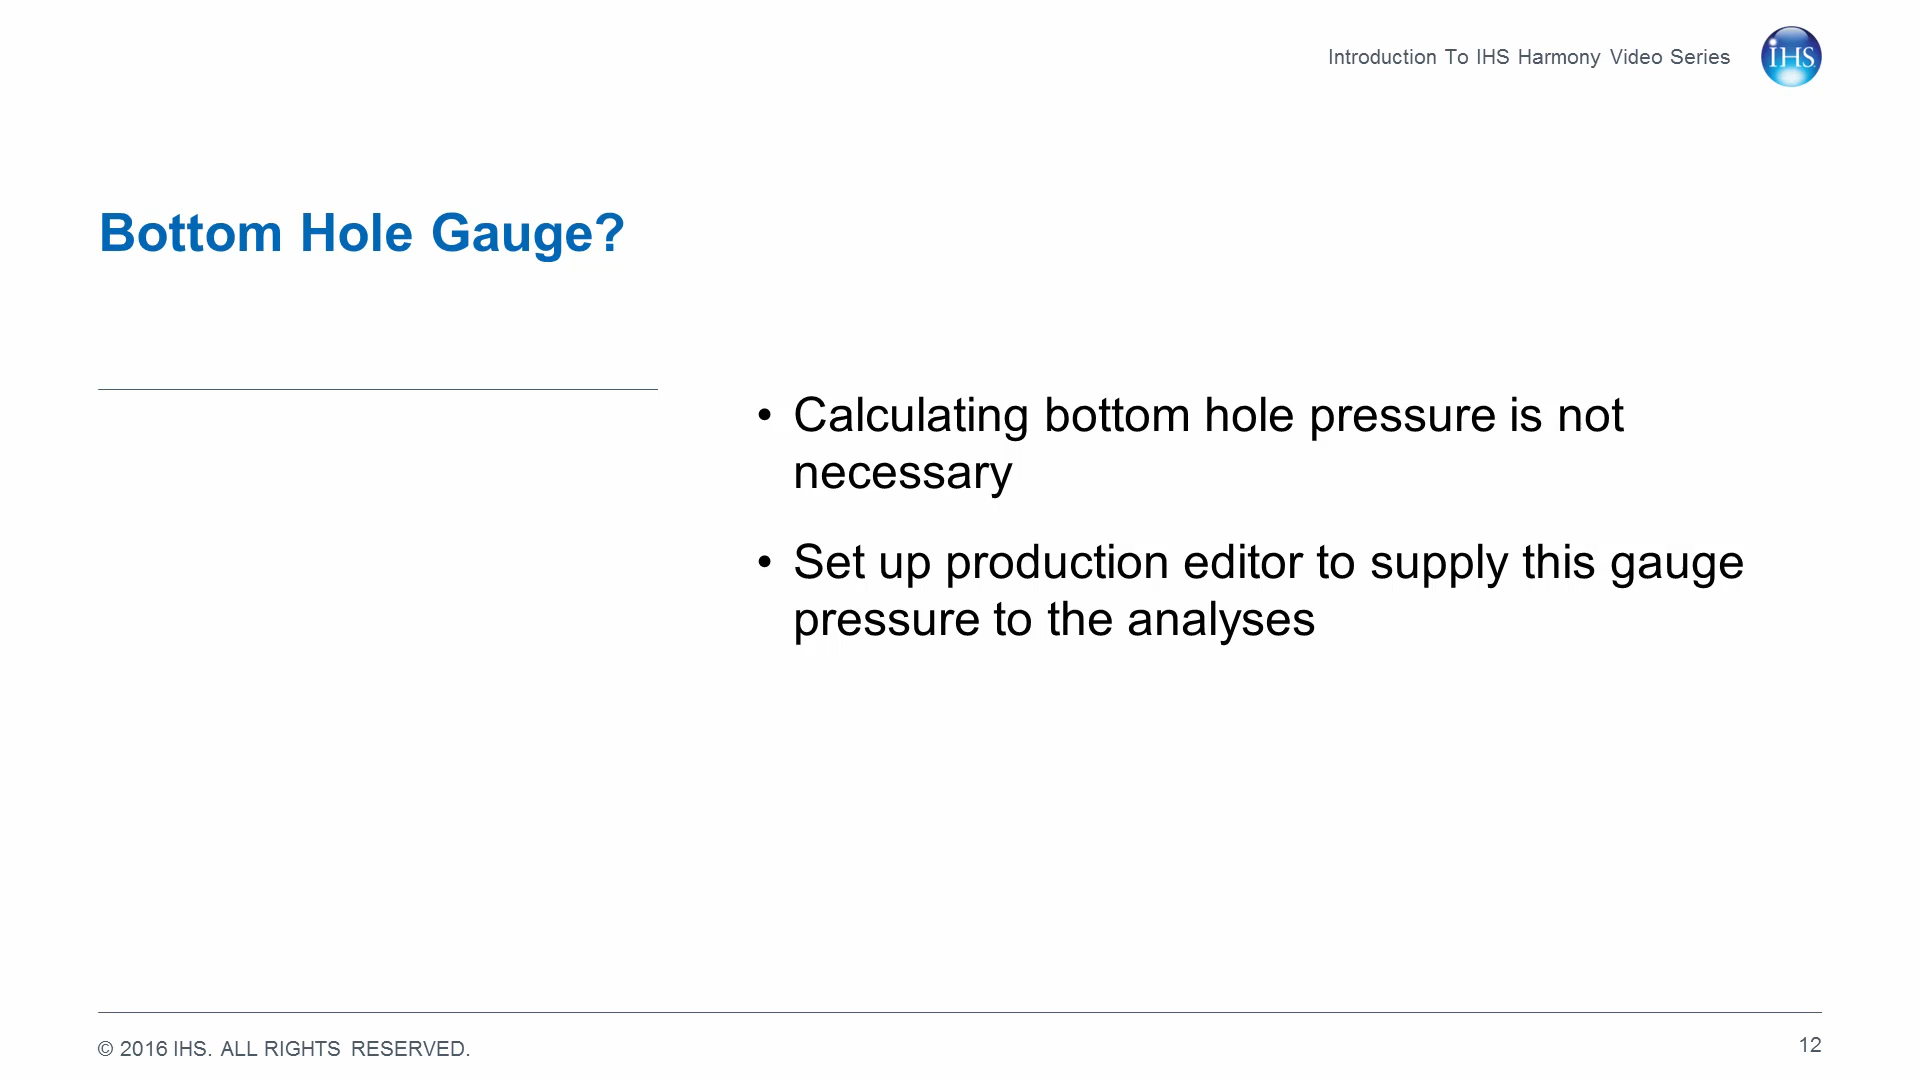 Introduction To IHS Harmony Video Series
iHS
Bottom Hole Gauge?
• Calculating bottom hole pressure is not
necessary
• Set up production editor to supply this gauge
pressure to the analyses
© 2016 IHS. ALL RIGHTS RESERVED.
12